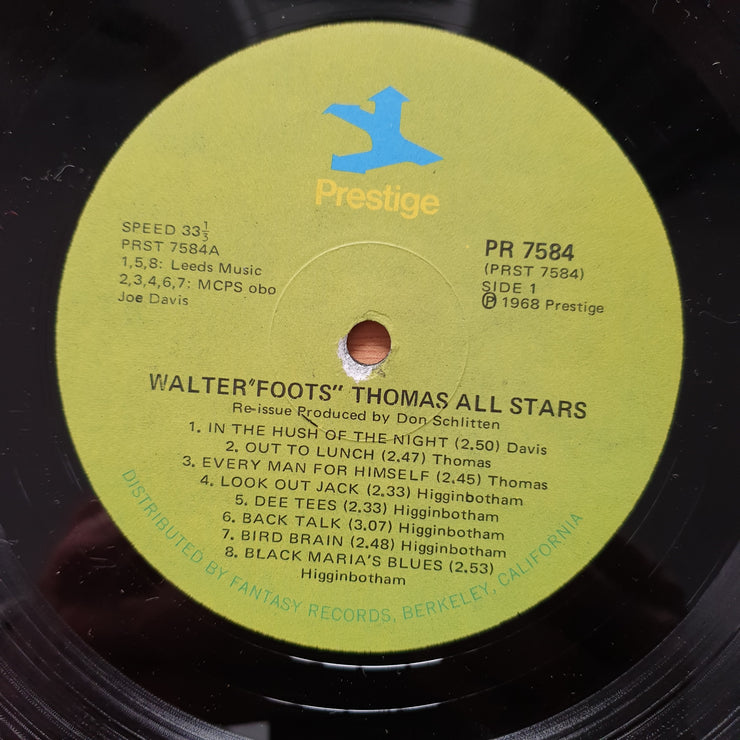 Prestige
SPEED 33⅓
PRST 7584A
1,5,8: Leeds Music
2,3,4,6,7: MCPS obo
Joe Davis
PR 7584
(PRST 7584)
SIDE 1
℗ 1968 Prestige
WALTER"FOOTS" THOMAS ALL STARS
Re-issue Produced by Don Schlitten
1. IN THE HUSH OF THE NIGHT (2.50) Davis
2. OUT TO LUNCH (2.47) Thomas
3. EVERY MAN FOR HIMSELF (2.45) Thomas
4. LOOK OUT JACK (2.33) Higginbotham
5. DEE TEES (2.33) Higginbotham
6. BACK TALK (3.07) Higginbotham
7. BIRD BRAIN (2.48) Higginbotham
8. BLACK MARIA'S BLUES (2.53)
Higginbotham
DISTRIBUTED BY FANTASY RECORDS, BERKELEY, CALIFORNIA